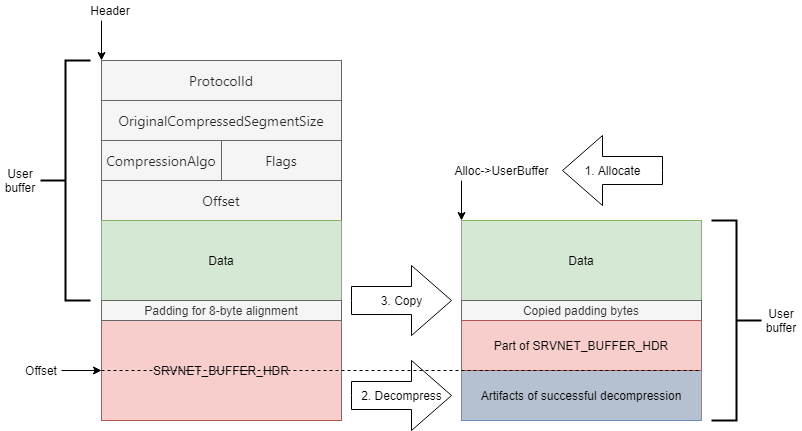 Header
ProtocolId
OriginalCompressedSegmentSize
CompressionAlgo
Flags
Offset
User
buffer
Data
Padding for 8-byte alignment
SRVNET_BUFFER_HDR
Offset
1. Allocate
3. Copy
2. Decompress
Alloc->UserBuffer
Data
Copied padding bytes
Part of SRVNET_BUFFER_HDR
Artifacts of successful decompression
User
buffer